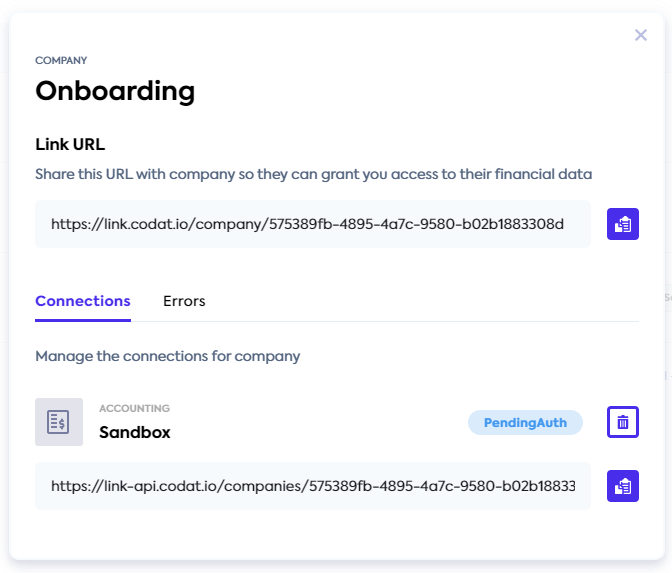 COMPANY
Onboarding
Link URL
Share this URL with company so they can grant you access to their financial data
https://link.codat.io/company/575389fb-4895-4a7c-9580-b02b1883308d
Connections Errors
Manage the connections for company
ACCOUNTING
Sandbox
PendingAuth
https://link-api.codat.io/companies/575389fb-4895-4a7c-9580-b02b18833